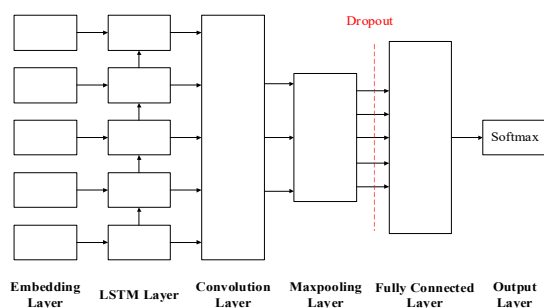 Dropout
Softmax
Embedding
Layer
LSTM Layer
Convolution
Layer
Maxpooling
Layer
Fully Connected
Layer
Output
Layer